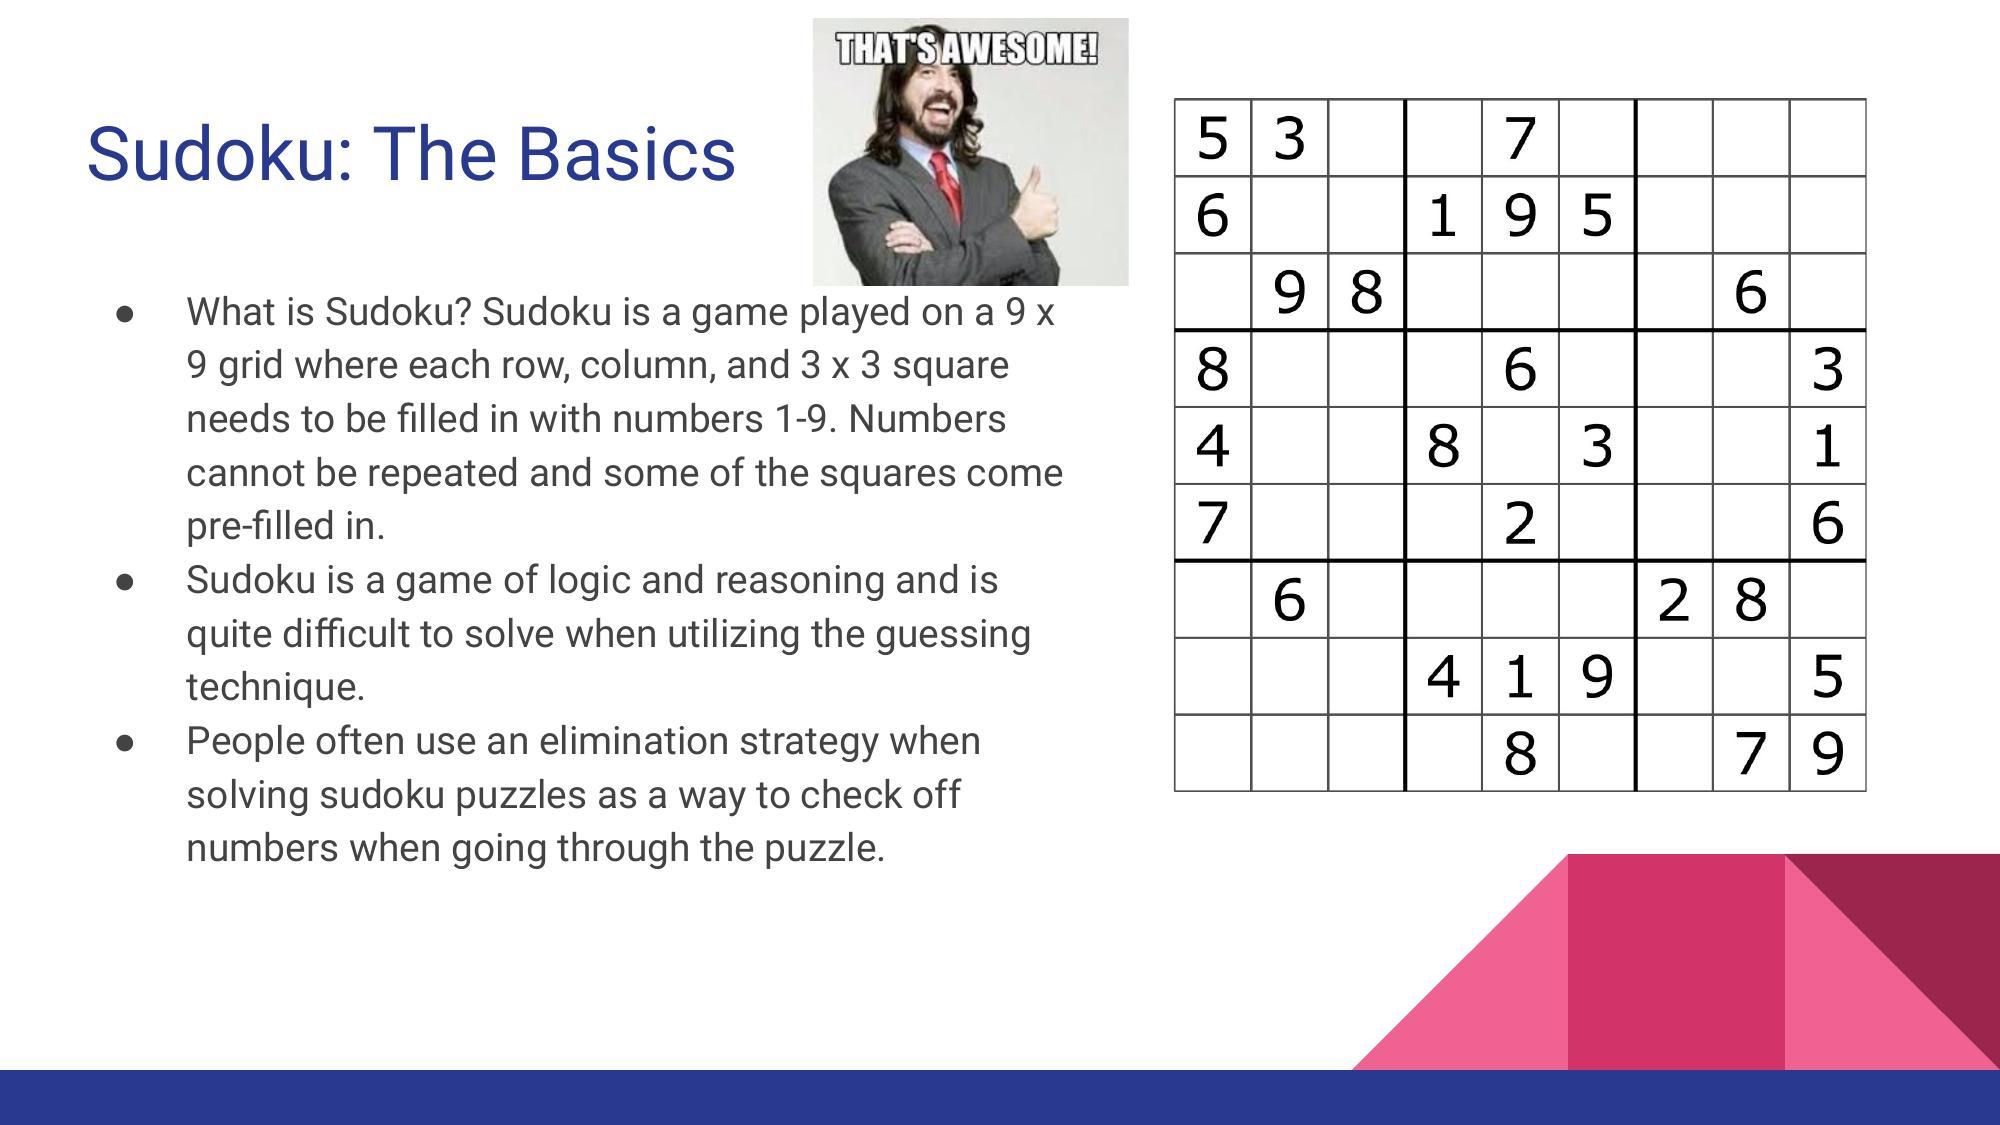 THAT'S AWESOME!
Sudoku: The Basics
● What is Sudoku? Sudoku is a game played on a 9 x
9 grid where each row, column, and 3 x 3 square
needs to be filled in with numbers 1-9. Numbers
cannot be repeated and some of the squares come
pre-filled in.
● Sudoku is a game of logic and reasoning and is
quite difficult to solve when utilizing the guessing
technique.
● People often use an elimination strategy when
solving sudoku puzzles as a way to check off
numbers when going through the puzzle.
5 3 7
6 1 9 5
9 8 6
8 6 3
4 8 3 1
7 2 6
6 2 8
4 1 9 5
8 7 9